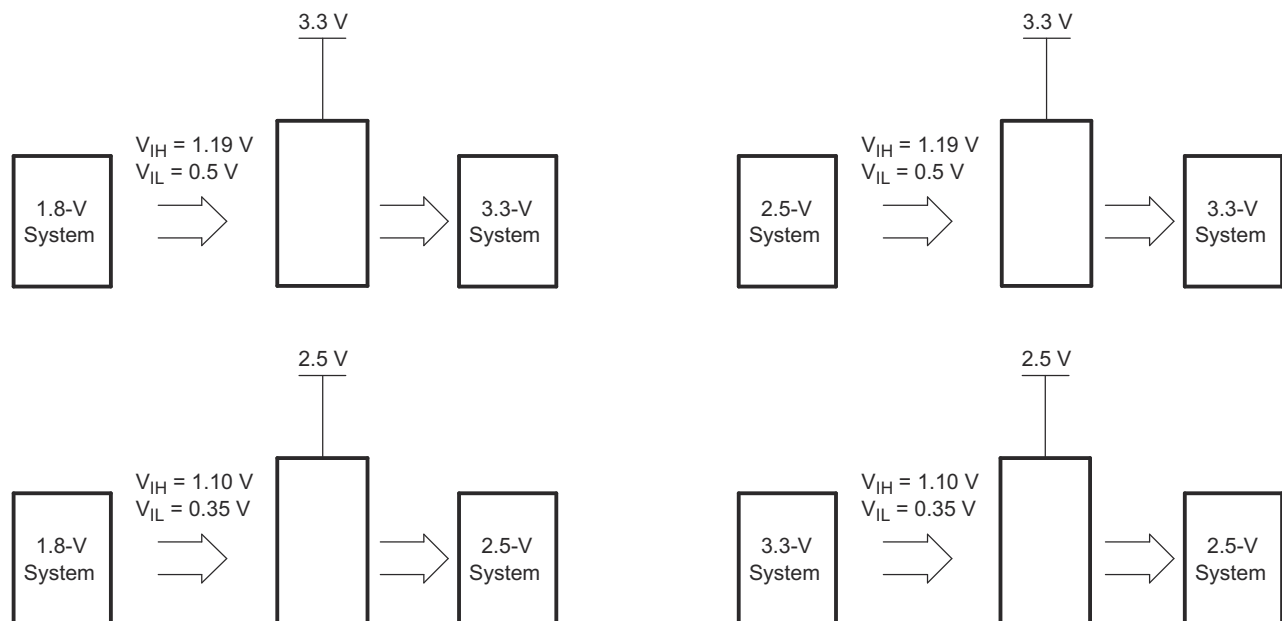 3.3 V
V_IH = 1.19 V
V_IL = 0.5 V
1.8-V
System
3.3-V
System
3.3 V
V_IH = 1.19 V
V_IL = 0.5 V
2.5-V
System
3.3-V
System
2.5 V
V_IH = 1.10 V
V_IL = 0.35 V
1.8-V
System
2.5-V
System
2.5 V
V_IH = 1.10 V
V_IL = 0.35 V
3.3-V
System
2.5-V
System